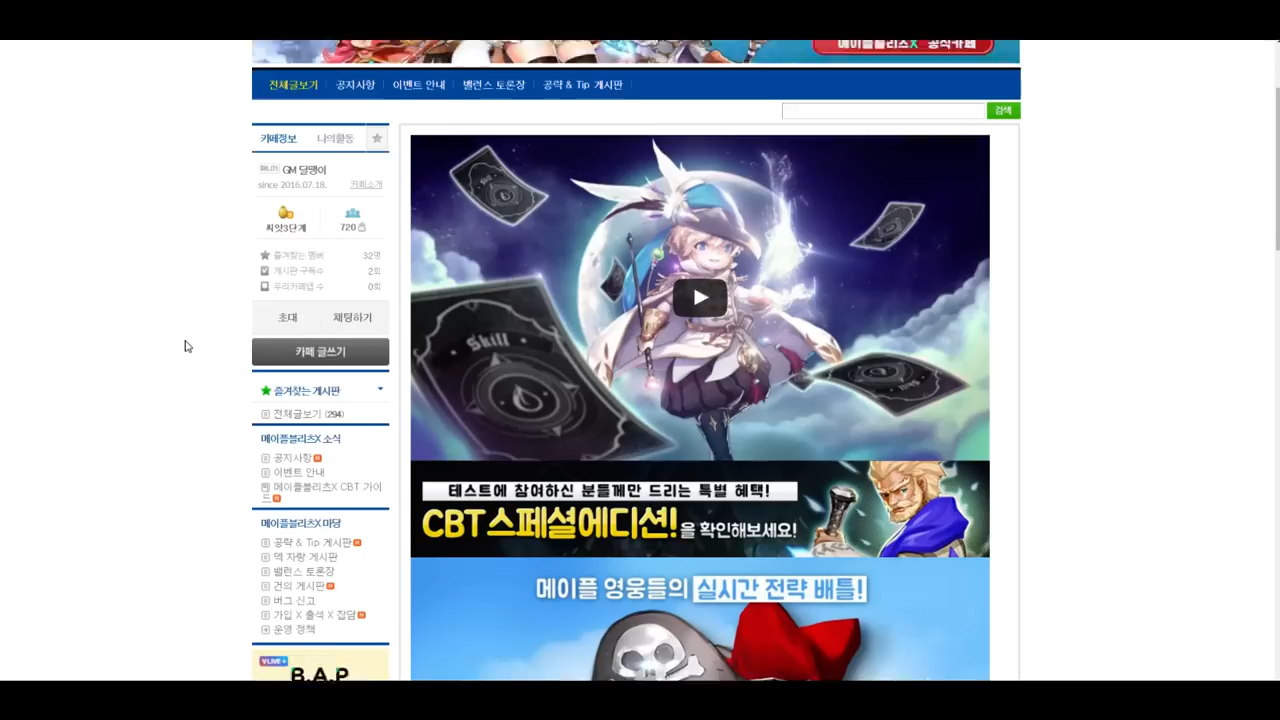 메이플블리츠X 공식카페
전체글보기
공지사항
이벤트 안내
밸런스 토론장
공략 & Tip 게시판
검색
카페정보
나의활동
매니저 GM 달팽이
since 2016.07.18.
카페소개
씨앗3단계
720
즐겨찾는 멤버 32명
게시판 구독수 2회
우리카페앱 수 0회
초대
채팅하기
카페 글쓰기
즐겨찾는 게시판
전체글보기 (294)
메이플블리츠X 소식
공지사항
이벤트 안내
메이플블리츠X CBT 가이
드
메이플블리츠X 마당
공략 & Tip 게시판
덱 자랑 게시판
밸런스 토론장
건의 게시판
버그 신고
가입 X 출석 X 잡담
운영 정책
V LIVE +
B.A.P
Skill
테스트에 참여하신 분들께만 드리는 특별 혜택!
CBT 스페셜에디션!을 확인해보세요!
메이플 영웅들의 실시간 전략 배틀!